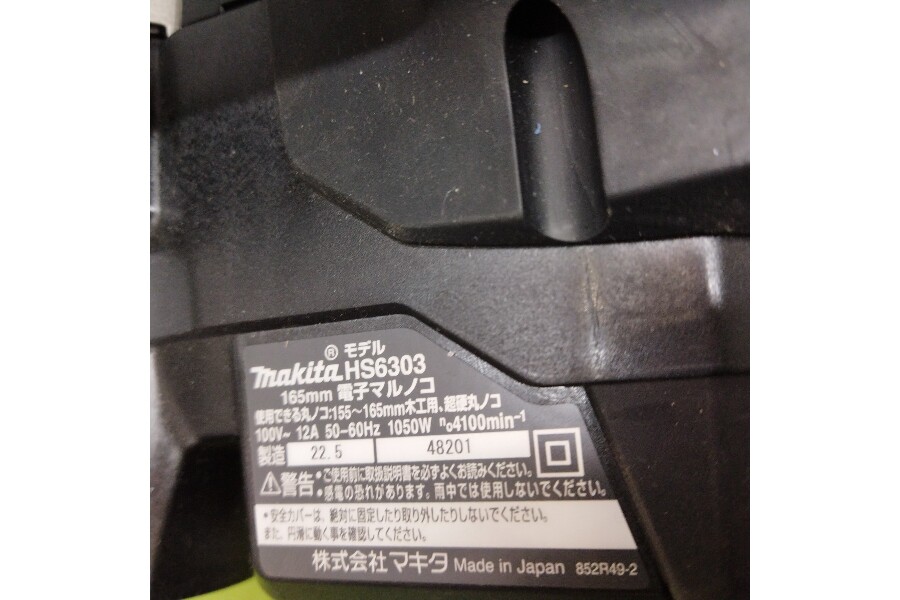 ® モデル
makita HS6303
165mm 電子マルノコ
使用できる丸ノコ:155～165mm木工用、超硬丸ノコ
100V~ 12A 50-60Hz 1050W n₀4100min⁻¹
製造 22.5 48201
⚠警告 •ご使用前に取扱説明書を必ずよくお読みください。
•感電の恐れがあります。雨中では使用しないでください。
•安全カバーは、絶対に固定したり取り外したりしないでください。
また、円滑に動く事を確認してください。
株式会社マキタ Made in Japan 852R49-2